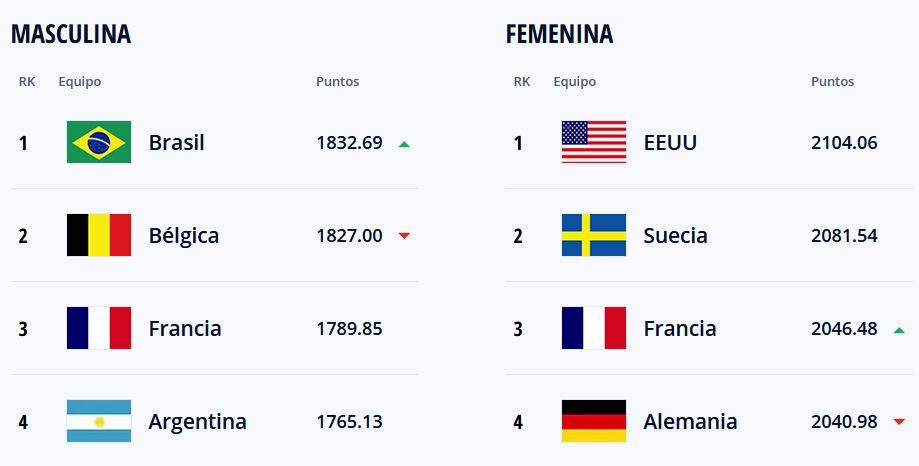 MASCULINA
RK Equipo Puntos
1 Brasil 1832.69
2 Bélgica 1827.00
3 Francia 1789.85
4 Argentina 1765.13
FEMENINA
RK Equipo Puntos
1 EEUU 2104.06
2 Suecia 2081.54
3 Francia 2046.48
4 Alemania 2040.98